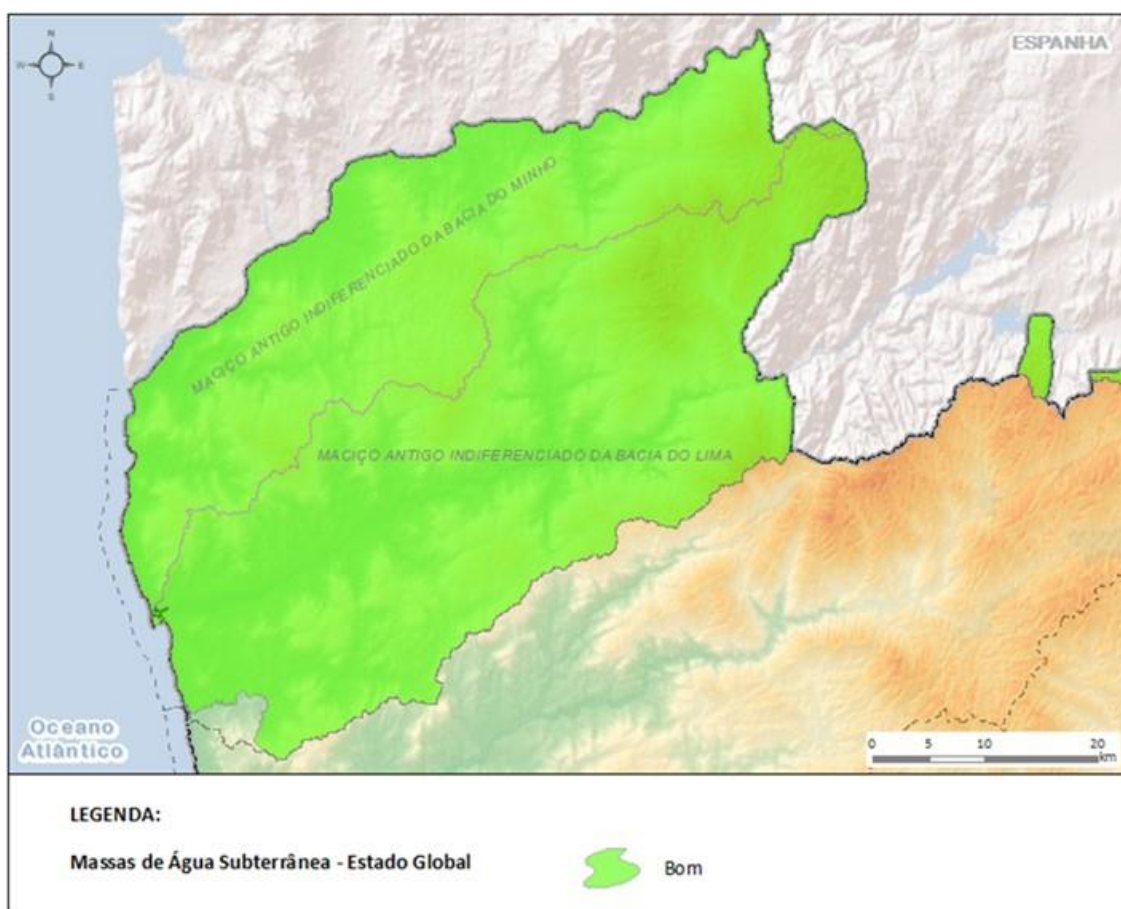 N
W
E
S
ESPANHA
MACIÇO ANTIGO INDIFERENCIADO DA BACIA DO MINHO
MACIÇO ANTIGO INDIFERENCIADO DA BACIA DO LIMA
Oceano
Atlântico
0 5 10 20
km
LEGENDA:
Massas de Água Subterrânea - Estado Global
Bom